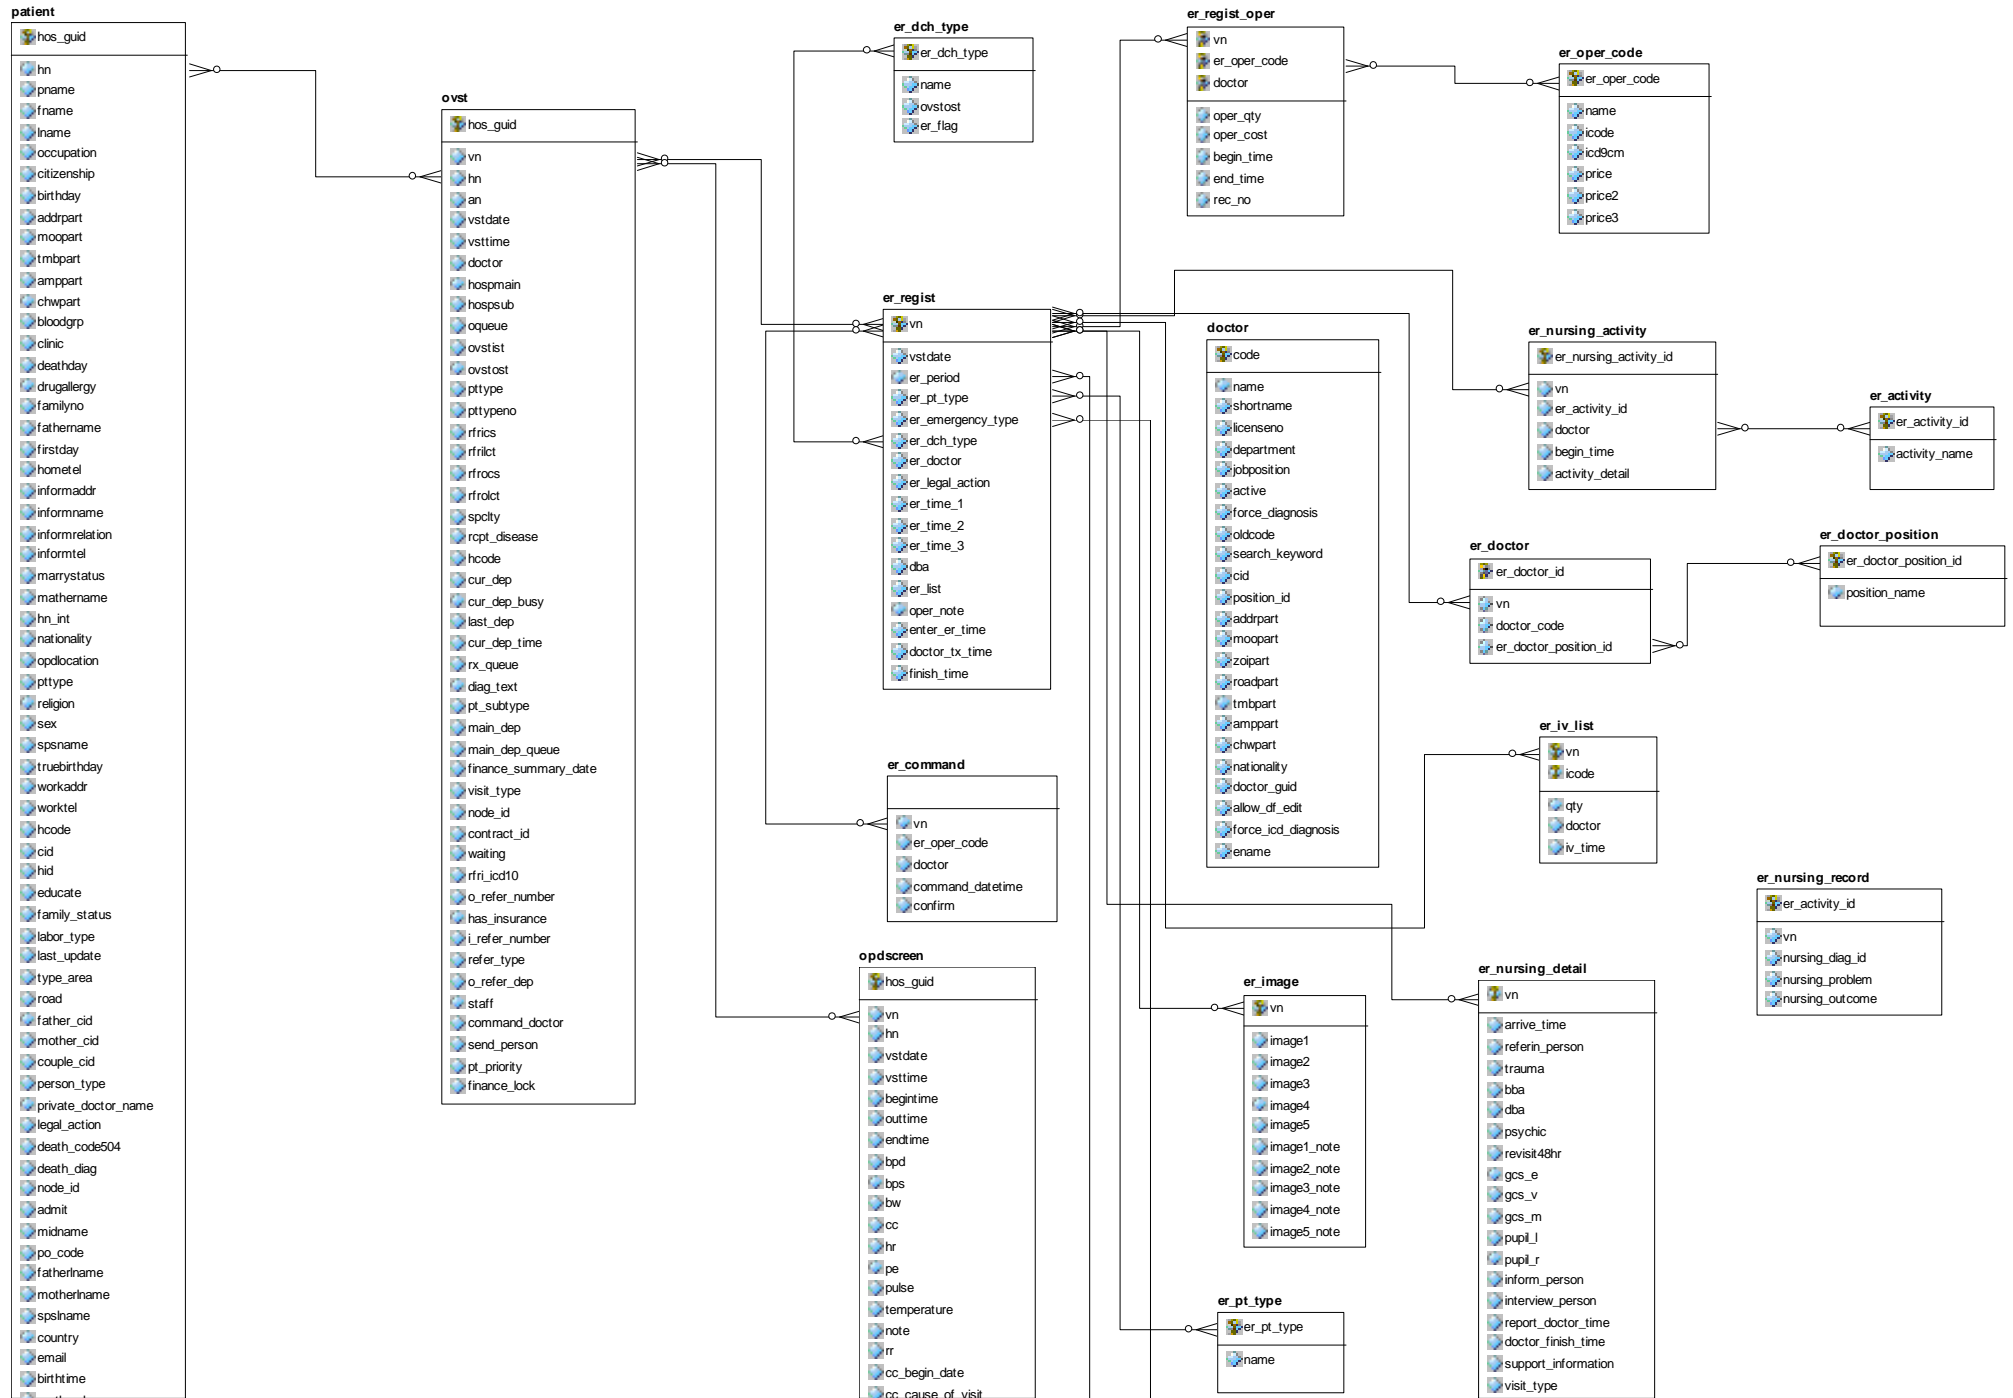 patient
hos_guid
hn
pname
fname
lname
occupation
citizenship
birthday
addrpart
moopart
tmbpart
amppart
chwpart
bloodgrp
clinic
deathday
drugallergy
familyno
fathername
firstday
hometel
informaddr
informname
informrelation
informtel
marrystatus
mathername
hn_int
nationality
opdlocation
pttype
religion
sex
spsname
truebirthday
workaddr
worktel
hcode
cid
hid
educate
family_status
labor_type
last_update
type_area
road
father_cid
mother_cid
couple_cid
person_type
private_doctor_name
legal_action
death_code504
death_diag
node_id
admit
midname
po_code
fatherlname
motherlname
spslname
country
email
birthtime
ovst
hos_guid
vn
hn
an
vstdate
vsttime
doctor
hospmain
hospsub
oqueue
ovstist
ovstost
pttype
pttypeno
rfrics
rfrilct
rfrocs
rfrolct
spclty
rcpt_disease
hcode
cur_dep
cur_dep_busy
last_dep
cur_dep_time
rx_queue
diag_text
pt_subtype
main_dep
main_dep_queue
finance_summary_date
visit_type
node_id
contract_id
waiting
rfri_icd10
o_refer_number
has_insurance
i_refer_number
refer_type
o_refer_dep
staff
command_doctor
send_person
pt_priority
finance_lock
er_dch_type
er_dch_type
name
ovstost
er_flag
er_regist
vn
vstdate
er_period
er_pt_type
er_emergency_type
er_dch_type
er_doctor
er_legal_action
er_time_1
er_time_2
er_time_3
dba
er_list
oper_note
enter_er_time
doctor_tx_time
finish_time
er_command
vn
er_oper_code
doctor
command_datetime
confirm
opdscreen
hos_guid
vn
hn
vstdate
vsttime
begintime
outtime
endtime
bpd
bps
bw
cc
hr
pe
pulse
temperature
note
rr
cc_begin_date
cc_cause_of_visit
er_regist_oper
vn
er_oper_code
doctor
oper_qty
oper_cost
begin_time
end_time
rec_no
er_oper_code
er_oper_code
name
icode
icd9cm
price
price2
price3
doctor
code
name
shortname
licenseno
department
jobposition
active
force_diagnosis
oldcode
search_keyword
cid
position_id
addrpart
moopart
zoipart
roadpart
tmbpart
amppart
chwpart
nationality
doctor_guid
allow_df_edit
force_icd_diagnosis
ename
er_nursing_activity
er_nursing_activity_id
vn
er_activity_id
doctor
begin_time
activity_detail
er_activity
er_activity_id
activity_name
er_doctor
er_doctor_id
vn
doctor_code
er_doctor_position_id
er_doctor_position
er_doctor_position_id
position_name
er_iv_list
vn
icode
qty
doctor
iv_time
er_nursing_record
er_activity_id
vn
nursing_diag_id
nursing_problem
nursing_outcome
er_image
vn
image1
image2
image3
image4
image5
image1_note
image2_note
image3_note
image4_note
image5_note
er_nursing_detail
vn
arrive_time
referin_person
trauma
bba
dba
psychic
revisit48hr
gcs_e
gcs_v
gcs_m
pupil_l
pupil_r
inform_person
interview_person
report_doctor_time
doctor_finish_time
support_information
visit_type
er_pt_type
er_pt_type
name